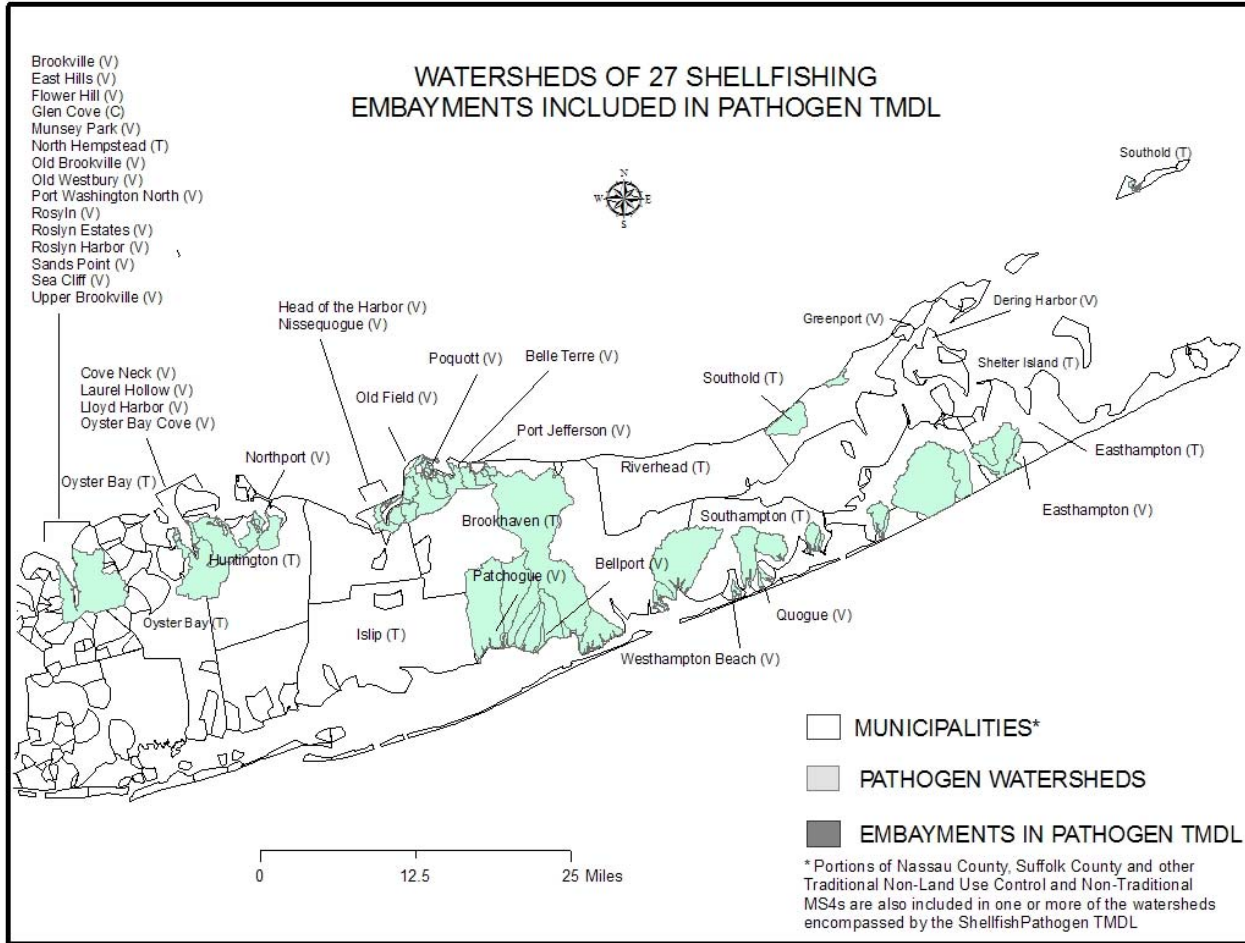 WATERSHEDS OF 27 SHELLFISHING
EMBAYMENTS INCLUDED IN PATHOGEN TMDL
Brookville (V)
East Hills (V)
Flower Hill (V)
Glen Cove (C)
Munsey Park (V)
North Hempstead (T)
Old Brookville (V)
Old Westbury (V)
Port Washington North (V)
Rosyln (V)
Roslyn Estates (V)
Roslyn Harbor (V)
Sands Point (V)
Sea Cliff (V)
Upper Brookville (V)
N
W
E
S
Southold (T)
Head of the Harbor (V)
Nissequogue (V)
Dering Harbor (V)
Greenport (V)
Poquott (V)
Belle Terre (V)
Shelter Island (T)
Cove Neck (V)
Laurel Hollow (V)
Lloyd Harbor (V)
Oyster Bay Cove (V)
Southold (T)
Old Field (V)
Port Jefferson (V)
Northport (V)
Easthampton (T)
Riverhead (T)
Oyster Bay (T)
Easthampton (V)
Brookhaven (T)
Southampton (T)
Huntington (T)
Bellport (V)
Patchogue (V)
Quogue (V)
Oyster Bay (T)
Islip (T)
Westhampton Beach (V)
MUNICIPALITIES*
PATHOGEN WATERSHEDS
EMBAYMENTS IN PATHOGEN TMDL
0
12.5
25 Miles
* Portions of Nassau County, Suffolk County and other
Traditional Non-Land Use Control and Non-Traditional
MS4s are also included in one or more of the watersheds
encompassed by the ShellfishPathogen TMDL